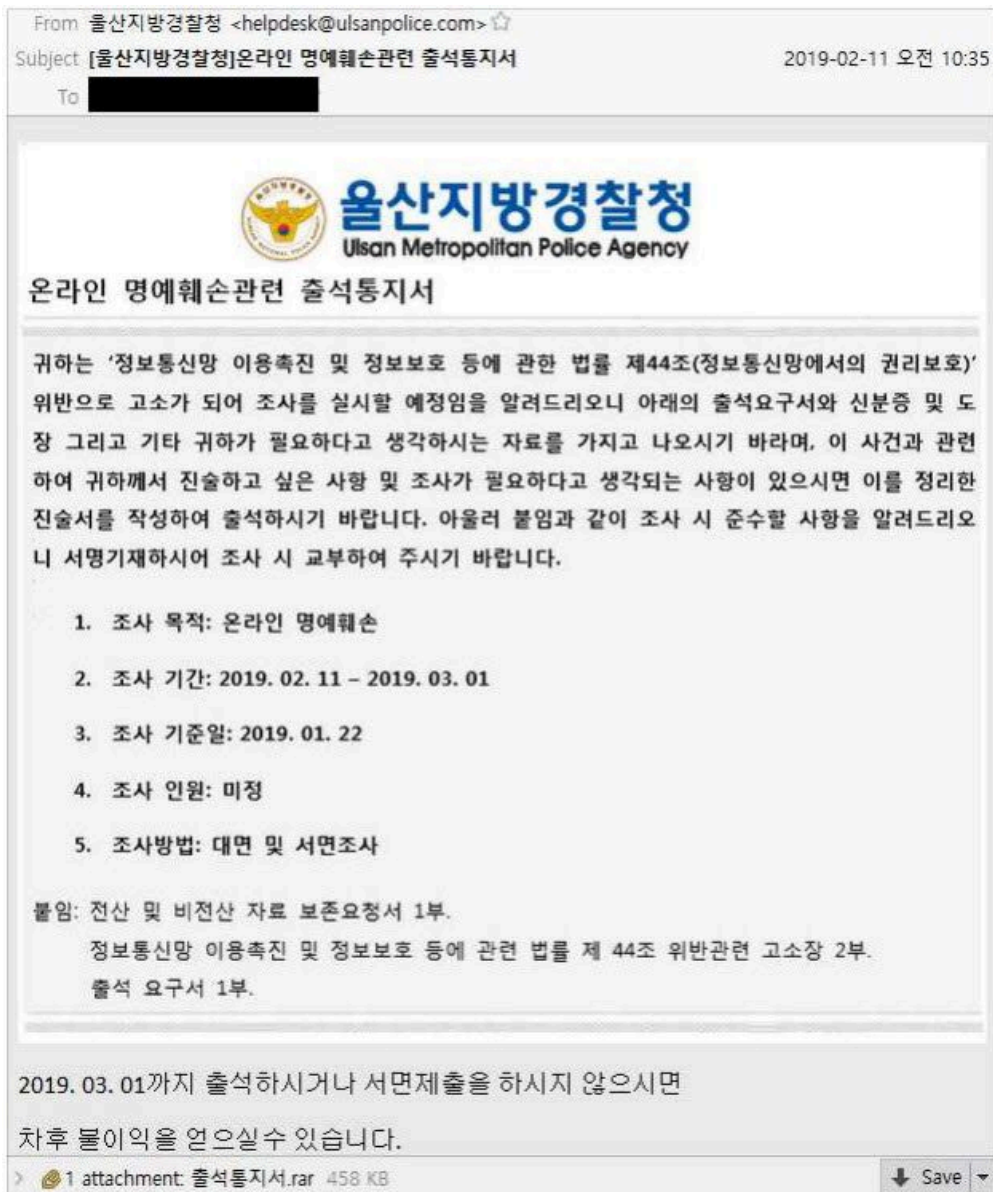 From 울산지방경찰청 <helpdesk@ulsanpolice.com>
Subject [울산지방경찰청]온라인 명예훼손관련 출석통지서 2019-02-11 오전 10:35
To
울산지방경찰청
Ulsan Metropolitan Police Agency
온라인 명예훼손관련 출석통지서
귀하는 ‘정보통신망 이용촉진 및 정보보호 등에 관한 법률 제44조(정보통신망에서의 권리보호)’
위반으로 고소가 되어 조사를 실시할 예정임을 알려드리오니 아래의 출석요구서와 신분증 및 도
장 그리고 기타 귀하가 필요하다고 생각하시는 자료를 가지고 나오시기 바라며, 이 사건과 관련
하여 귀하께서 진술하고 싶은 사항 및 조사가 필요하다고 생각되는 사항이 있으시면 이를 정리한
진술서를 작성하여 출석하시기 바랍니다. 아울러 붙임과 같이 조사 시 준수할 사항을 알려드리오
니 서명기재하시어 조사 시 교부하여 주시기 바랍니다.
1. 조사 목적: 온라인 명예훼손
2. 조사 기간: 2019. 02. 11 – 2019. 03. 01
3. 조사 기준일: 2019. 01. 22
4. 조사 인원: 미정
5. 조사방법: 대면 및 서면조사
붙임: 전산 및 비전산 자료 보존요청서 1부.
정보통신망 이용촉진 및 정보보호 등에 관련 법률 제 44조 위반관련 고소장 2부.
출석 요구서 1부.
2019. 03. 01까지 출석하시거나 서면제출을 하시지 않으시면
차후 불이익을 얻으실수 있습니다.
1 attachment: 출석통지서.rar 458 KB Save